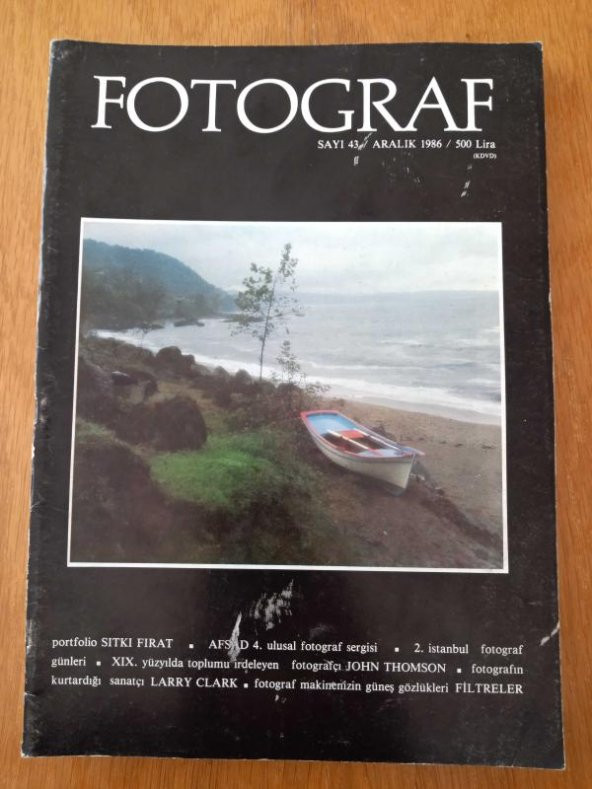 FOTOGRAF
SAYI 43 / ARALIK 1986 / 500 Lira
(KDVD)
portfolio SITKI FIRAT ▪ AFSAD 4. ulusal fotograf sergisi ▪ 2. istanbul fotograf
günleri ▪ XIX. yüzyılda toplumu irdeleyen fotografçı JOHN THOMSON ▪ fotografın
kurtardığı sanatçı LARRY CLARK ▪ fotograf makinenizin güneş gözlükleri FİLTRELER